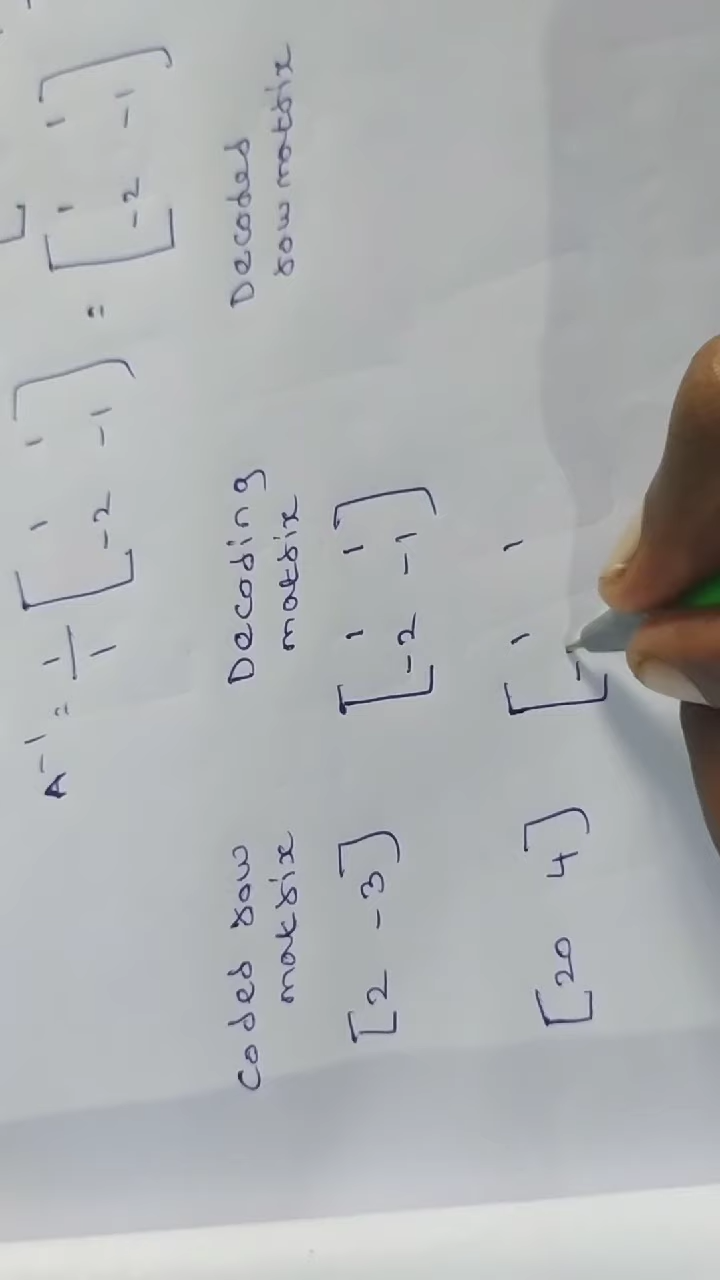 A⁻¹ = 1/1 [ 1 1 ] = [ 1 1 ]
[ -2 -1 ] [ -2 -1 ]
Coded row Decoding Decoded
matrix matrix row matrix
[ 2 -3 ] [ 1 1 ]
[ -2 -1 ]
[ 20 4 ] [ 1 1
-